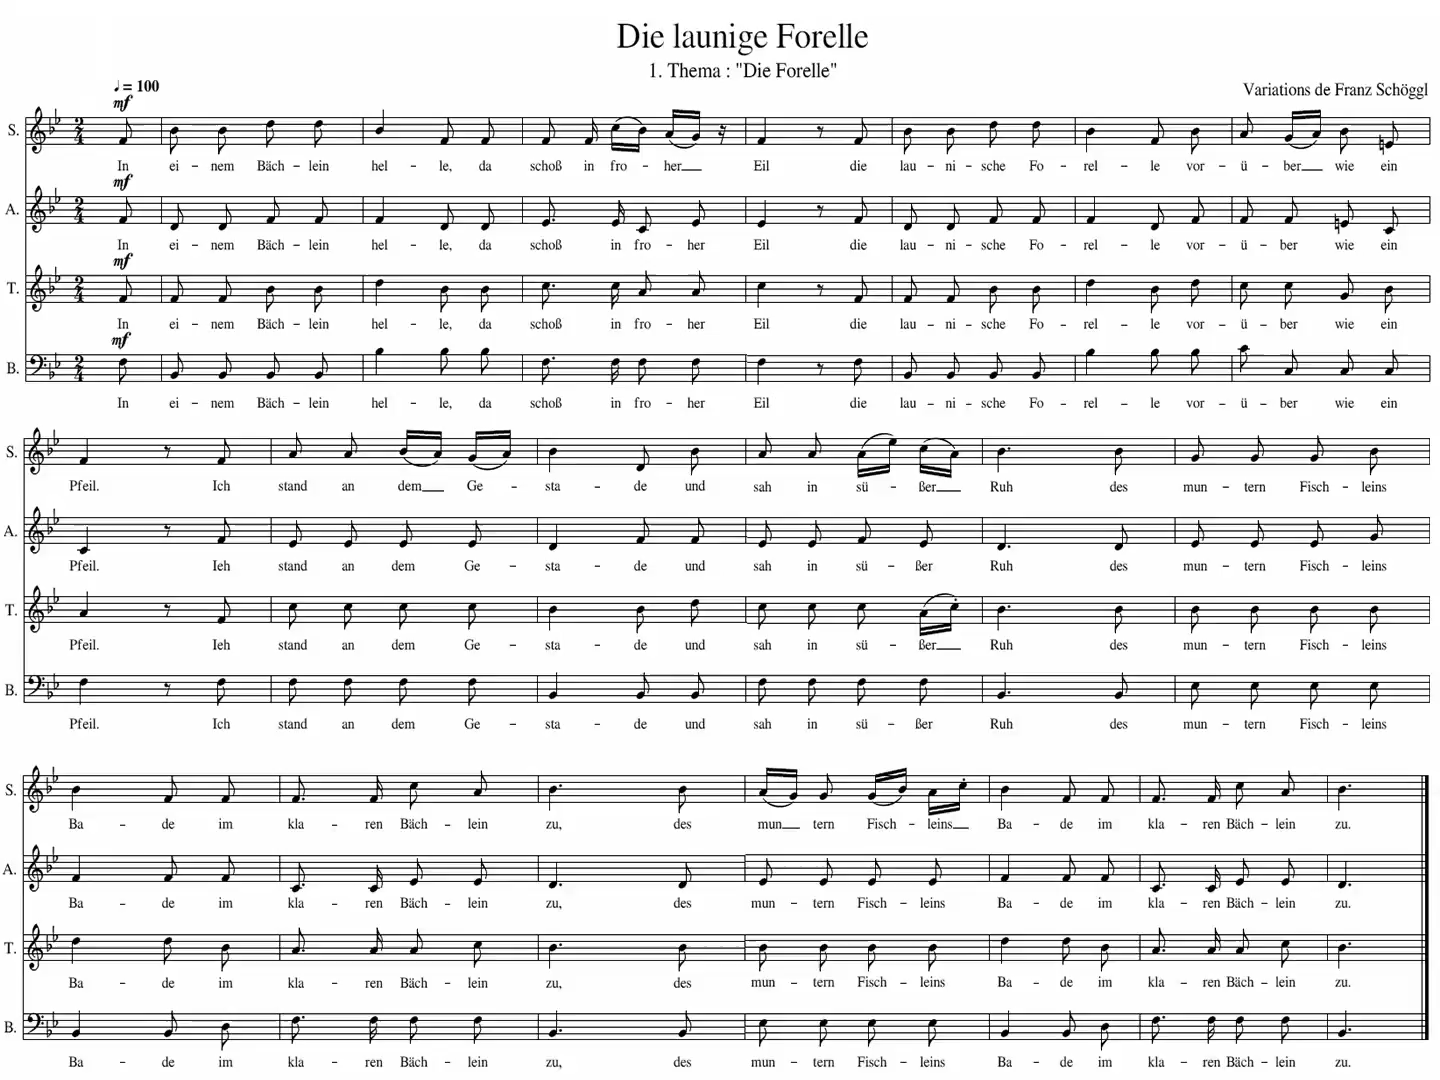 Die launige Forelle
1. Thema : "Die Forelle"
Variations de Franz Schöggl
♩ = 100
mf
S.
In ei - nem Bäch - lein hel - le, da schoß in fro - her Eil die lau - ni - sche Fo - rel - le vor - ü - ber wie ein
mf
A.
In ei - nem Bäch - lein hel - le, da schoß in fro - her Eil die lau - ni - sche Fo - rel - le vor - ü - ber wie ein
mf
T.
In ei - nem Bäch - lein hel - le, da schoß in fro - her Eil die lau - ni - sche Fo - rel - le vor - ü - ber wie ein
mf
B.
In ei - nem Bäch - lein hel - le, da schoß in fro - her Eil die lau - ni - sche Fo - rel - le vor - ü - ber wie ein
S.
Pfeil. Ich stand an dem Ge - sta - de und sah in sü - ßer Ruh des mun - tern Fisch - leins
A.
Pfeil. Ieh stand an dem Ge - sta - de und sah in sü - ßer Ruh des mun - tern Fisch - leins
T.
Pfeil. Ieh stand an dem Ge - sta - de und sah in sü - ßer Ruh des mun - tern Fisch - leins
B.
Pfeil. Ich stand an dem Ge - sta - de und sah in sü - ßer Ruh des mun - tern Fisch - leins
S.
Ba - de im kla - ren Bäch - lein zu, des mun - tern Fisch - leins Ba - de im kla - ren Bäch - lein zu.
A.
Ba - de im kla - ren Bäch - lein zu, des mun - tern Fisch - leins Ba - de im kla - ren Bäch - lein zu.
T.
Ba - de im kla - ren Bäch - lein zu, des mun - tern Fisch - leins Ba - de im kla - ren Bäch - lein zu.
B.
Ba - de im kla - ren Bäch - lein zu, des mun - tern Fisch - leins Ba - de im kla - ren Bäch - lein zu.